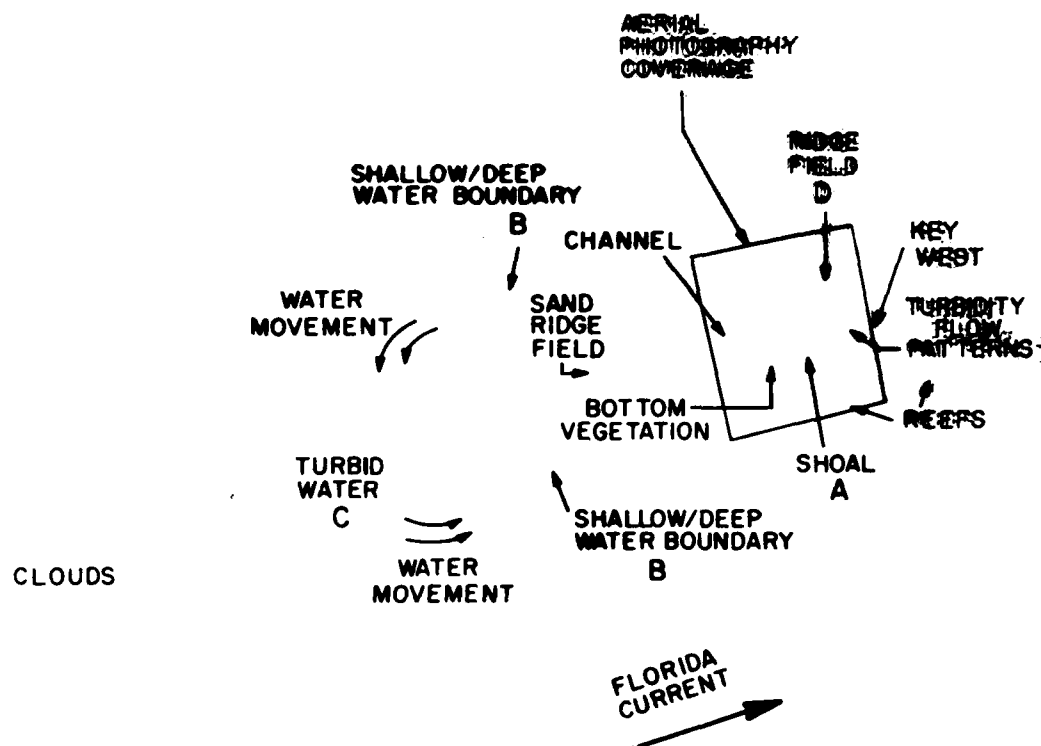 AERIAL
PHOTOGRAPHY
COVERAGE
RIDGE
FIELD
D
SHALLOW/DEEP
WATER BOUNDARY
B
CHANNEL
KEY
WEST
WATER
MOVEMENT
SAND
RIDGE
FIELD
TURBIDITY
FLOW
PATTERNS
BOTTOM
VEGETATION
REEFS
SHOAL
A
TURBID
WATER
C
SHALLOW/DEEP
WATER BOUNDARY
B
WATER
MOVEMENT
CLOUDS
FLORIDA
CURRENT